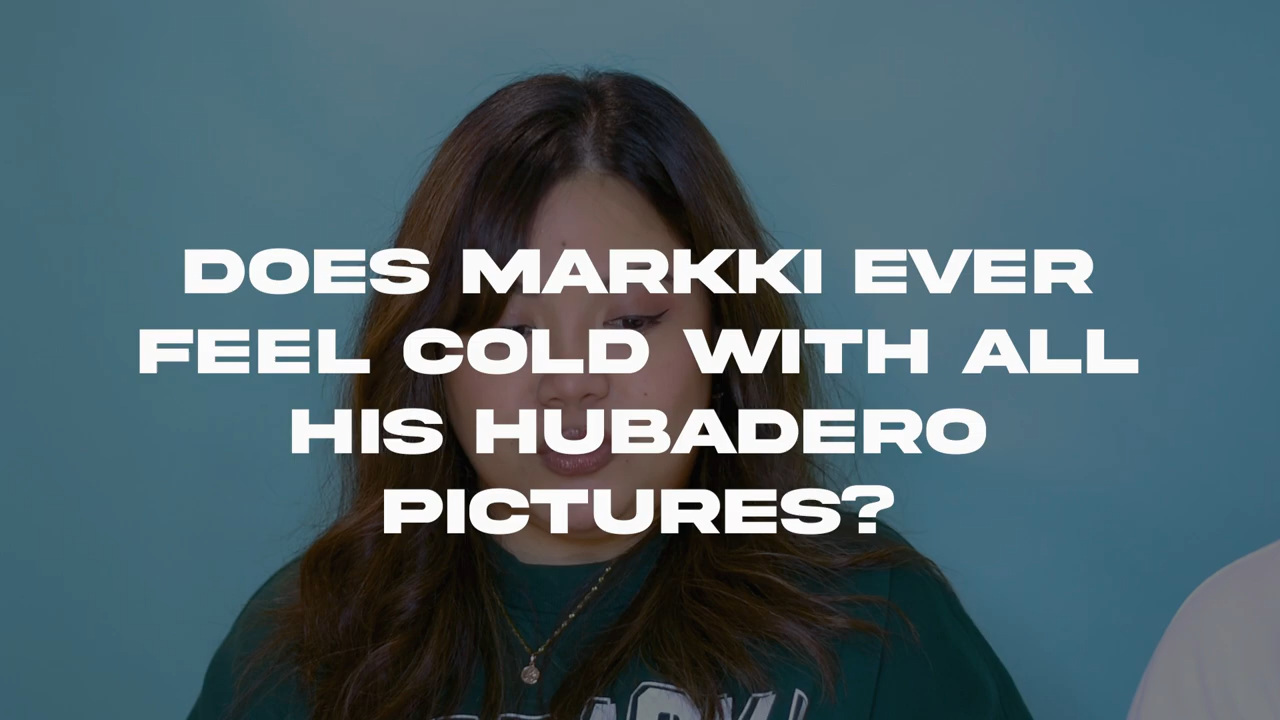 DOES MARKKI EVER
FEEL COLD WITH ALL
HIS HUBADERO
PICTURES?